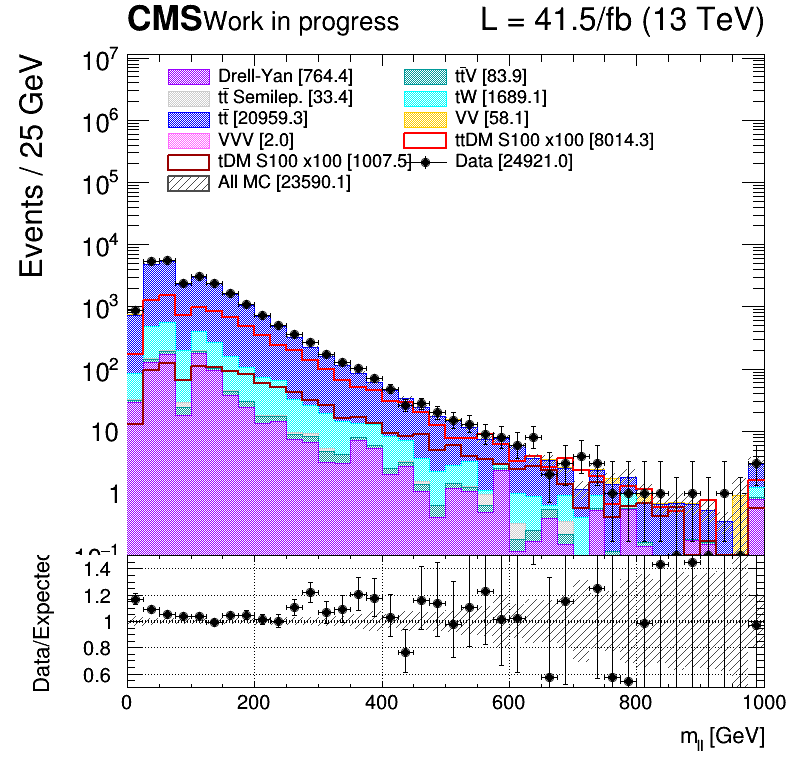 CMS Work in progress L = 41.5/fb (13 TeV)
Events / 25 GeV
10⁷
10⁶
10⁵
10⁴
10³
10²
10
1
10⁻¹
Drell-Yan [764.4]
tt̄V [83.9]
tt̄ Semilep. [33.4]
tW [1689.1]
tt̄ [20959.3]
VV [58.1]
VVV [2.0]
ttDM S100 x100 [8014.3]
tDM S100 x100 [1007.5]
Data [24921.0]
All MC [23590.1]
Data/Expected
1.4
1.2
1
0.8
0.6
0 200 400 600 800 1000
m_ll [GeV]